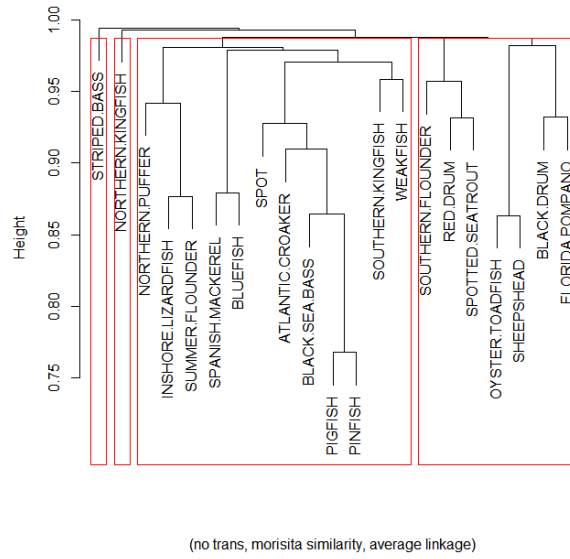 1.00
0.95
0.90
0.85
0.80
0.75
Height
STRIPED.BASS
NORTHERN.KINGFISH
NORTHERN.PUFFER
INSHORE.LIZARDFISH
SUMMER.FLOUNDER
SPANISH.MACKEREL
BLUEFISH
SPOT
ATLANTIC.CROAKER
BLACK.SEA.BASS
PIGFISH
PINFISH
SOUTHERN.KINGFISH
WEAKFISH
SOUTHERN.FLOUNDER
RED.DRUM
SPOTTED.SEATROUT
OYSTER.TOADFISH
SHEEPSHEAD
BLACK.DRUM
FLORIDA.POMPANO
(no trans, morisita similarity, average linkage)